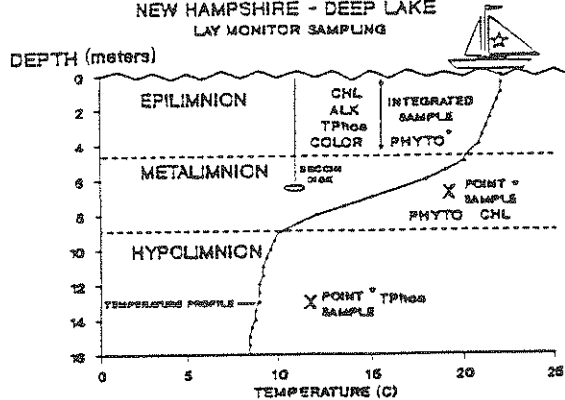 NEW HAMPSHIRE - DEEP LAKE
LAY MONITOR SAMPLING
DEPTH (meters)
0
2
4
6
8
10
12
14
16
EPILIMNION
CHL
ALK
TPhos
COLOR
INTEGRATED
SAMPLE
PHYTO*
METALIMNION
SECCHI
DISK
POINT *
SAMPLE
PHYTO CHL
HYPOLIMNION
TEMPERATURE PROFILE
POINT * TPhos
SAMPLE
0 5 10 15 20 25
TEMPERATURE (C)